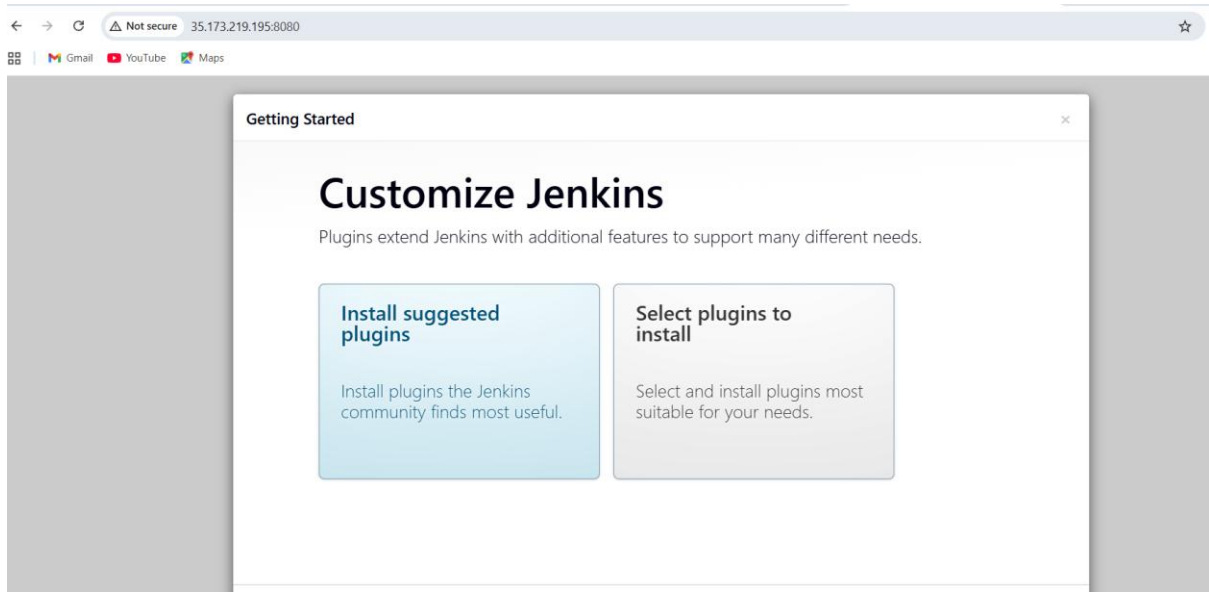 Not secure 35.173.219.195:8080
Gmail YouTube Maps
Getting Started
Customize Jenkins
Plugins extend Jenkins with additional features to support many different needs.
Install suggested
plugins
Install plugins the Jenkins
community finds most useful.
Select plugins to
install
Select and install plugins most
suitable for your needs.